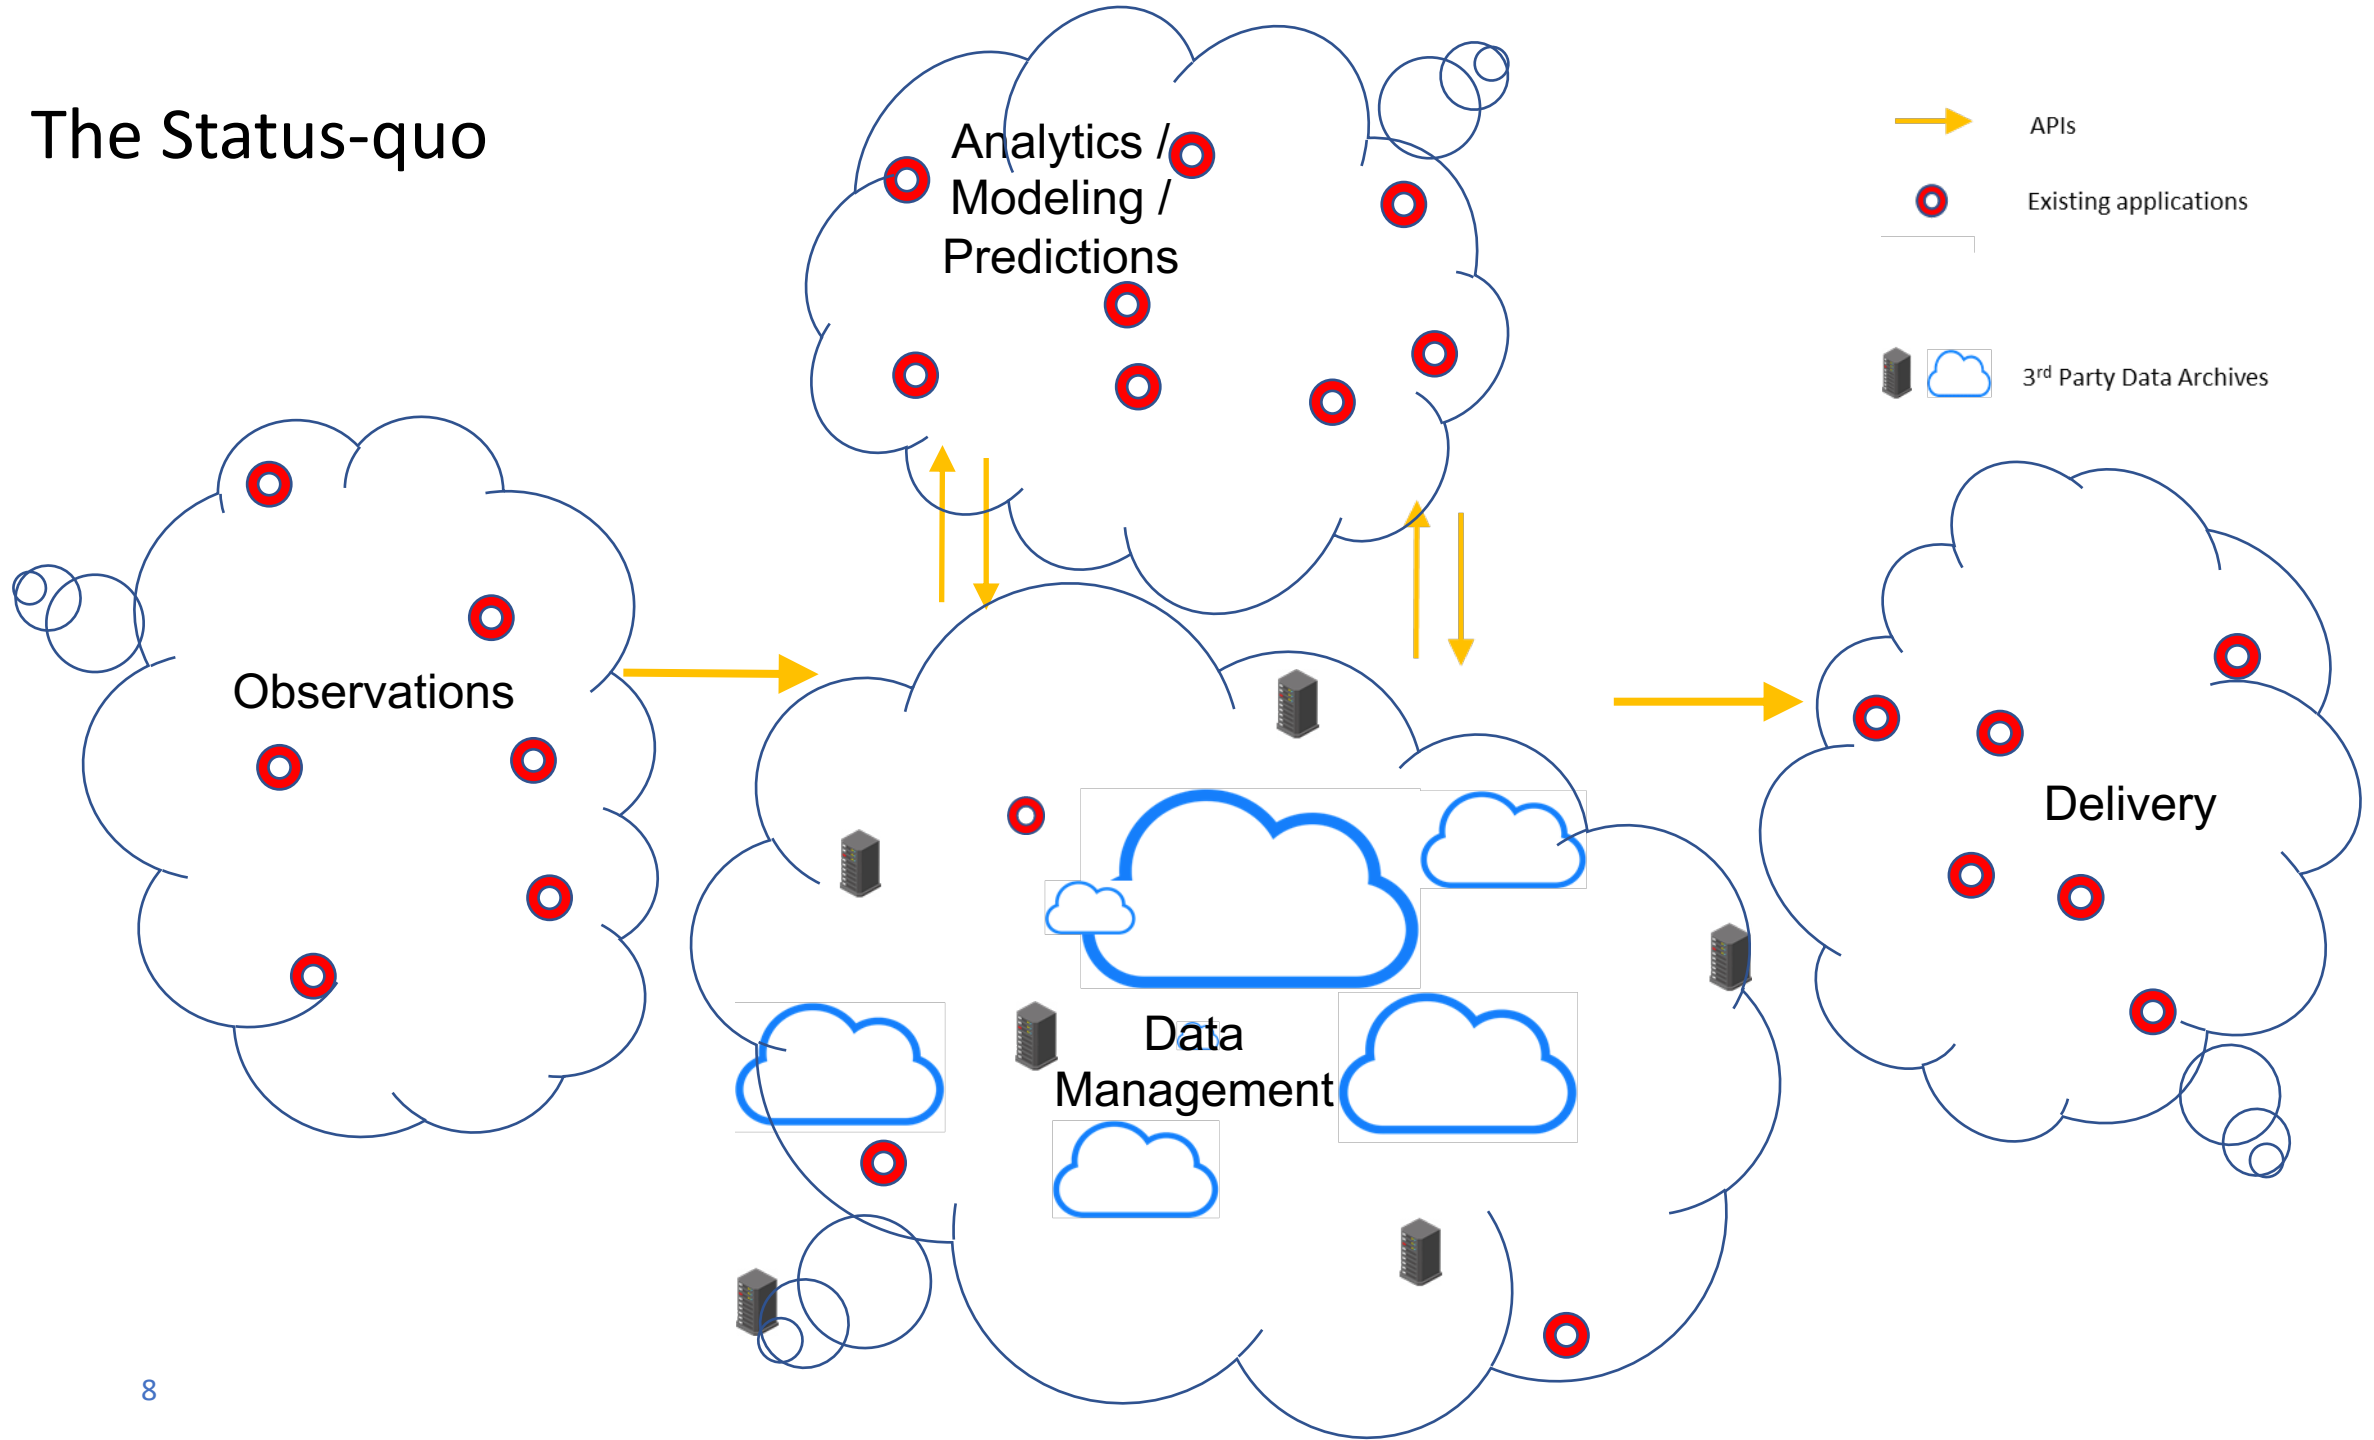 The Status-quo
Analytics /
Modeling /
Predictions
APIs
Existing applications
3rd Party Data Archives
Observations
Delivery
Data
Management
8